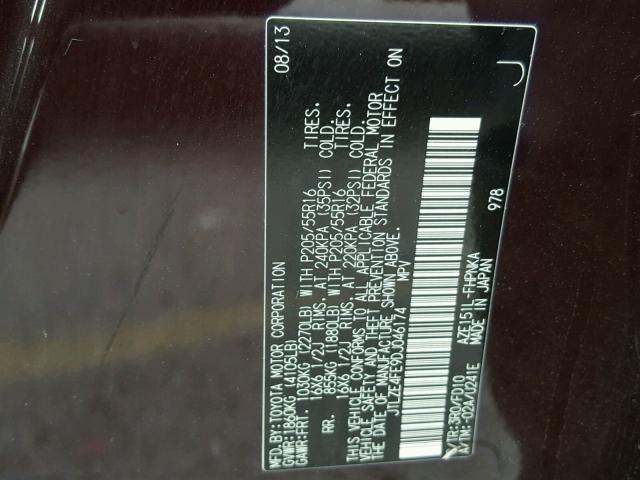 MFD.BY:TOYOTA MOTOR CORPORATION 08/13
GVWR:1860KG (4105LB)
GAWR:FRT. 1030KG (2270LB) WITH P205/55R16 TIRES.
16X6 1/2J RIMS, AT 240KPA (35PSI) COLD.
RR. 855KG (1880LB) WITH P205/55R16 TIRES.
16X6 1/2J RIMS, AT 220KPA (32PSI) COLD.
THIS VEHICLE CONFORMS TO ALL APPLICABLE FEDERAL MOTOR
VEHICLE SAFETY AND THEFT PREVENTION STANDARDS IN EFFECT ON
THE DATE OF MANUFACTURE SHOWN ABOVE.
JTLZE4FE9DJ046174 MPV
C/TR:3R0/FD10 AZE151L-FHPNKA
A/TM:-02A/U241E MADE IN JAPAN
978
J